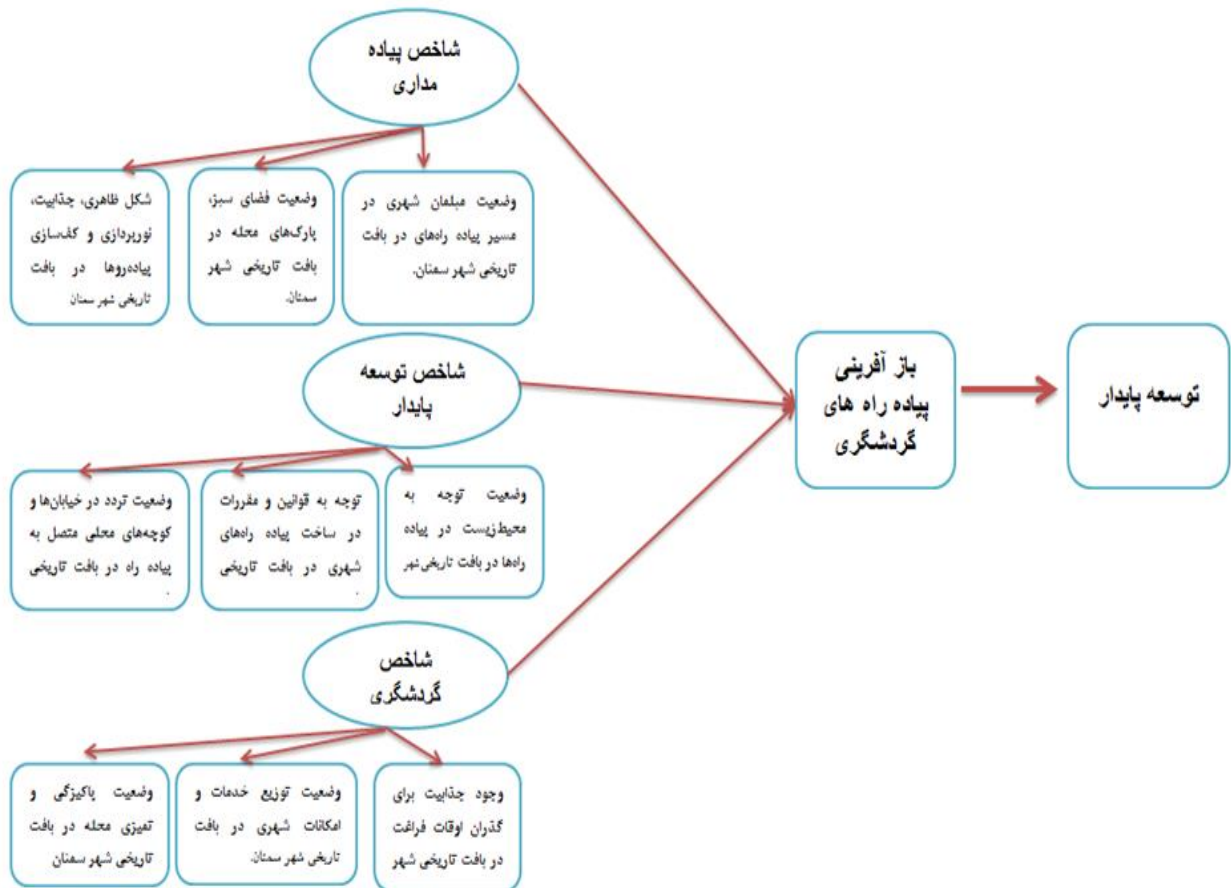 شاخص پیاده
مداری
وضعیت مبلمان شهری در
مسیر پیاده راه‌های در بافت
تاریخی شهر سمنان.
وضعیت فضای سبز،
پارک‌های محله در
بافت تاریخی شهر
سمنان.
شکل ظاهری، جذابیت،
نورپردازی و کف‌سازی
پیاده‌روها در بافت
تاریخی شهر سمنان
شاخص توسعه
پایدار
وضعیت توجه به
محیط‌زیست در پیاده
راه‌ها در بافت تاریخی شهر
توجه به قوانین و مقررات
در ساخت پیاده راه‌های
شهری در بافت تاریخی
وضعیت تردد در خیابان‌ها و
کوچه‌های محلی متصل به
پیاده راه در بافت تاریخی
شاخص
گردشگری
وجود جذابیت برای
گذران اوقات فراغت
در بافت تاریخی شهر
وضعیت توزیع خدمات و
امکانات شهری در بافت
تاریخی شهر سمنان.
وضعیت پاکیزگی و
تمیزی محله در بافت
تاریخی شهر سمنان
باز آفرینی
پیاده راه های
گردشگری
توسعه پایدار